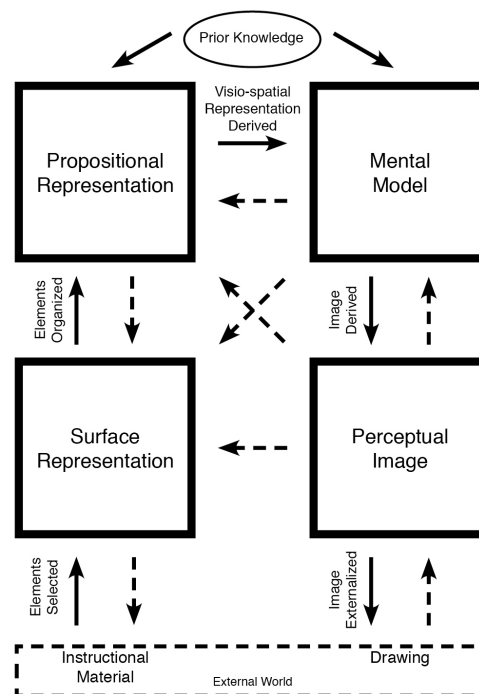 Prior Knowledge
Visio-spatial
Representation
Derived
Propositional
Representation
Mental
Model
Elements
Organized
Image
Derived
Surface
Representation
Perceptual
Image
Elements
Selected
Image
Externalized
Instructional
Material
Drawing
External World